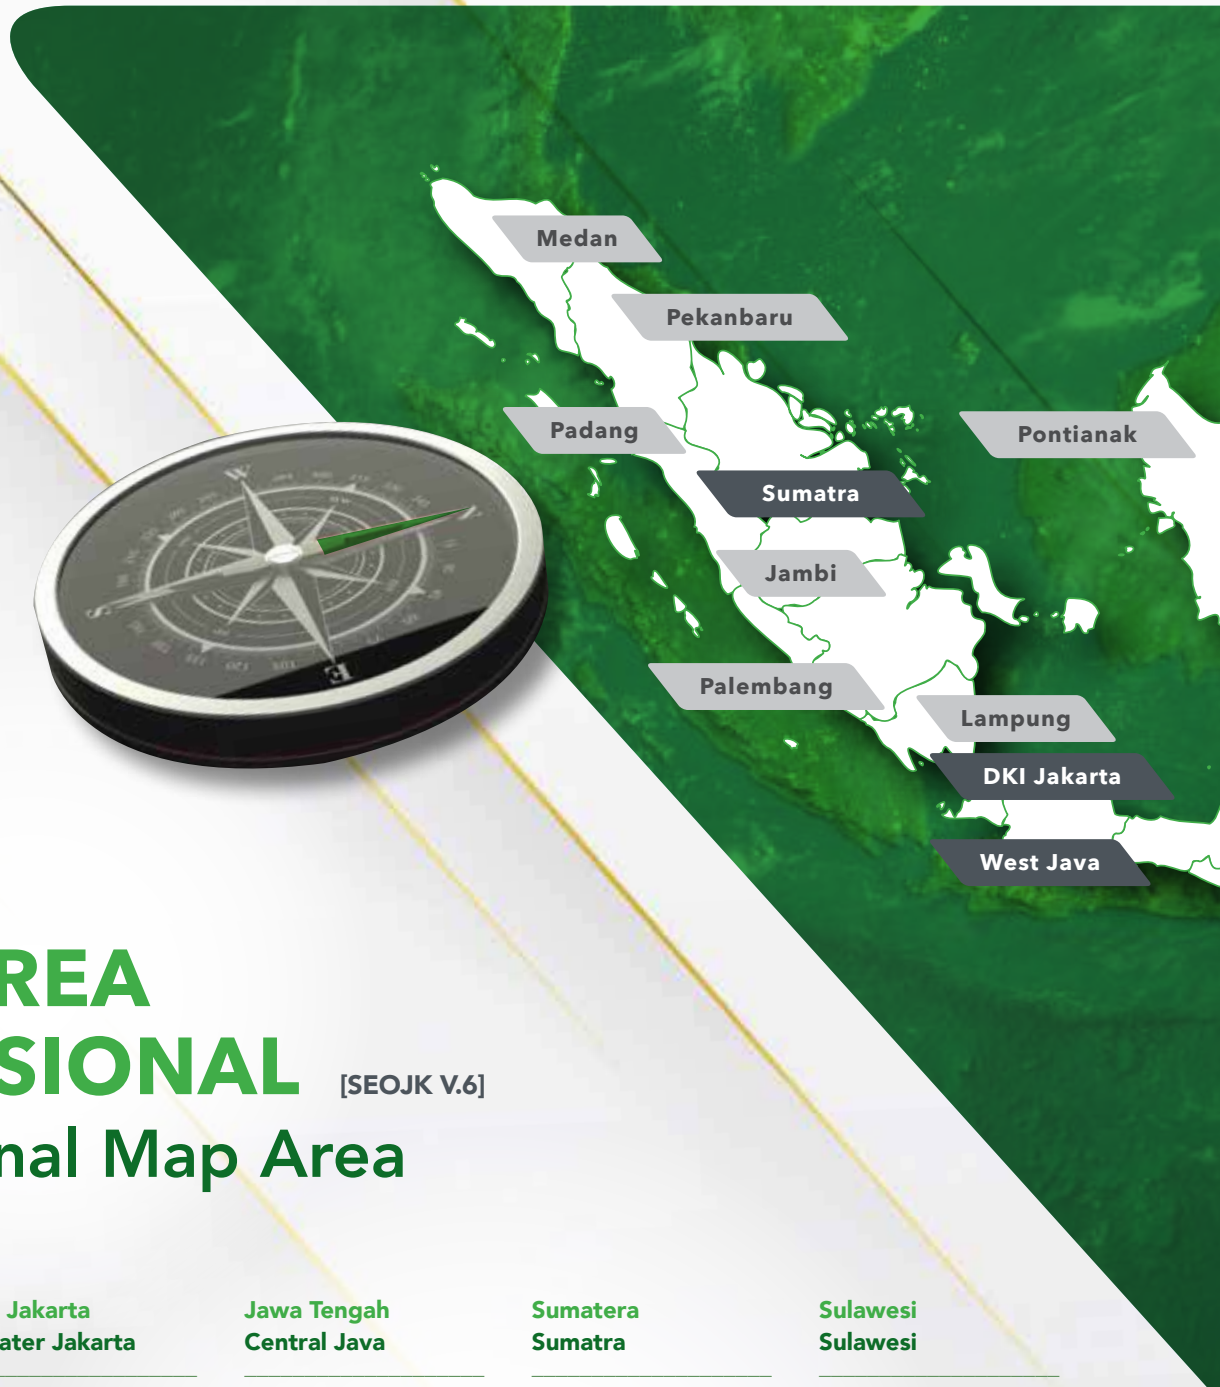 Medan
Pekanbaru
Padang
Pontianak
Sumatra
Jambi
Palembang
Lampung
DKI Jakarta
West Java
W
S
E
REA
SIONAL [SEOJK V.6]
nal Map Area
Jakarta
ater Jakarta
Jawa Tengah
Central Java
Sumatera
Sumatra
Sulawesi
Sulawesi